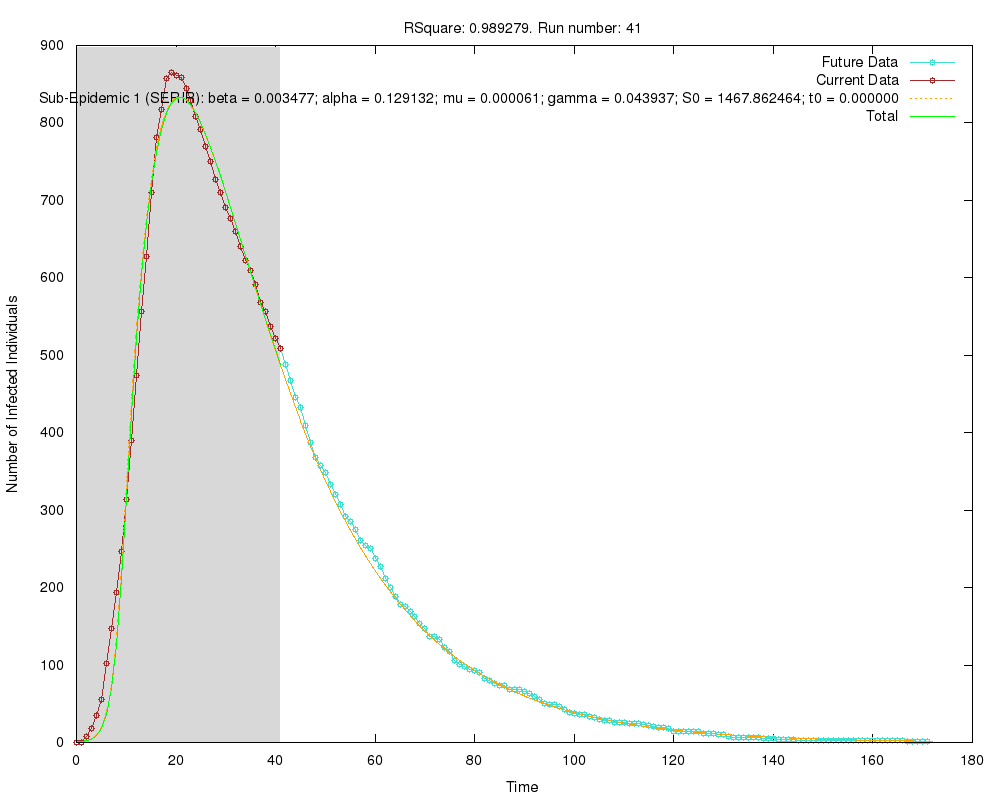 RSquare: 0.989279. Run number: 41
900
800
700
600
500
400
300
200
100
0
Number of Infected Individuals
Future Data
Current Data
Sub-Epidemic 1 (SEPIR): beta = 0.003477; alpha = 0.129132; mu = 0.000061; gamma = 0.043937; S0 = 1467.862464; t0 = 0.000000
Total
0 20 40 60 80 100 120 140 160 180
Time